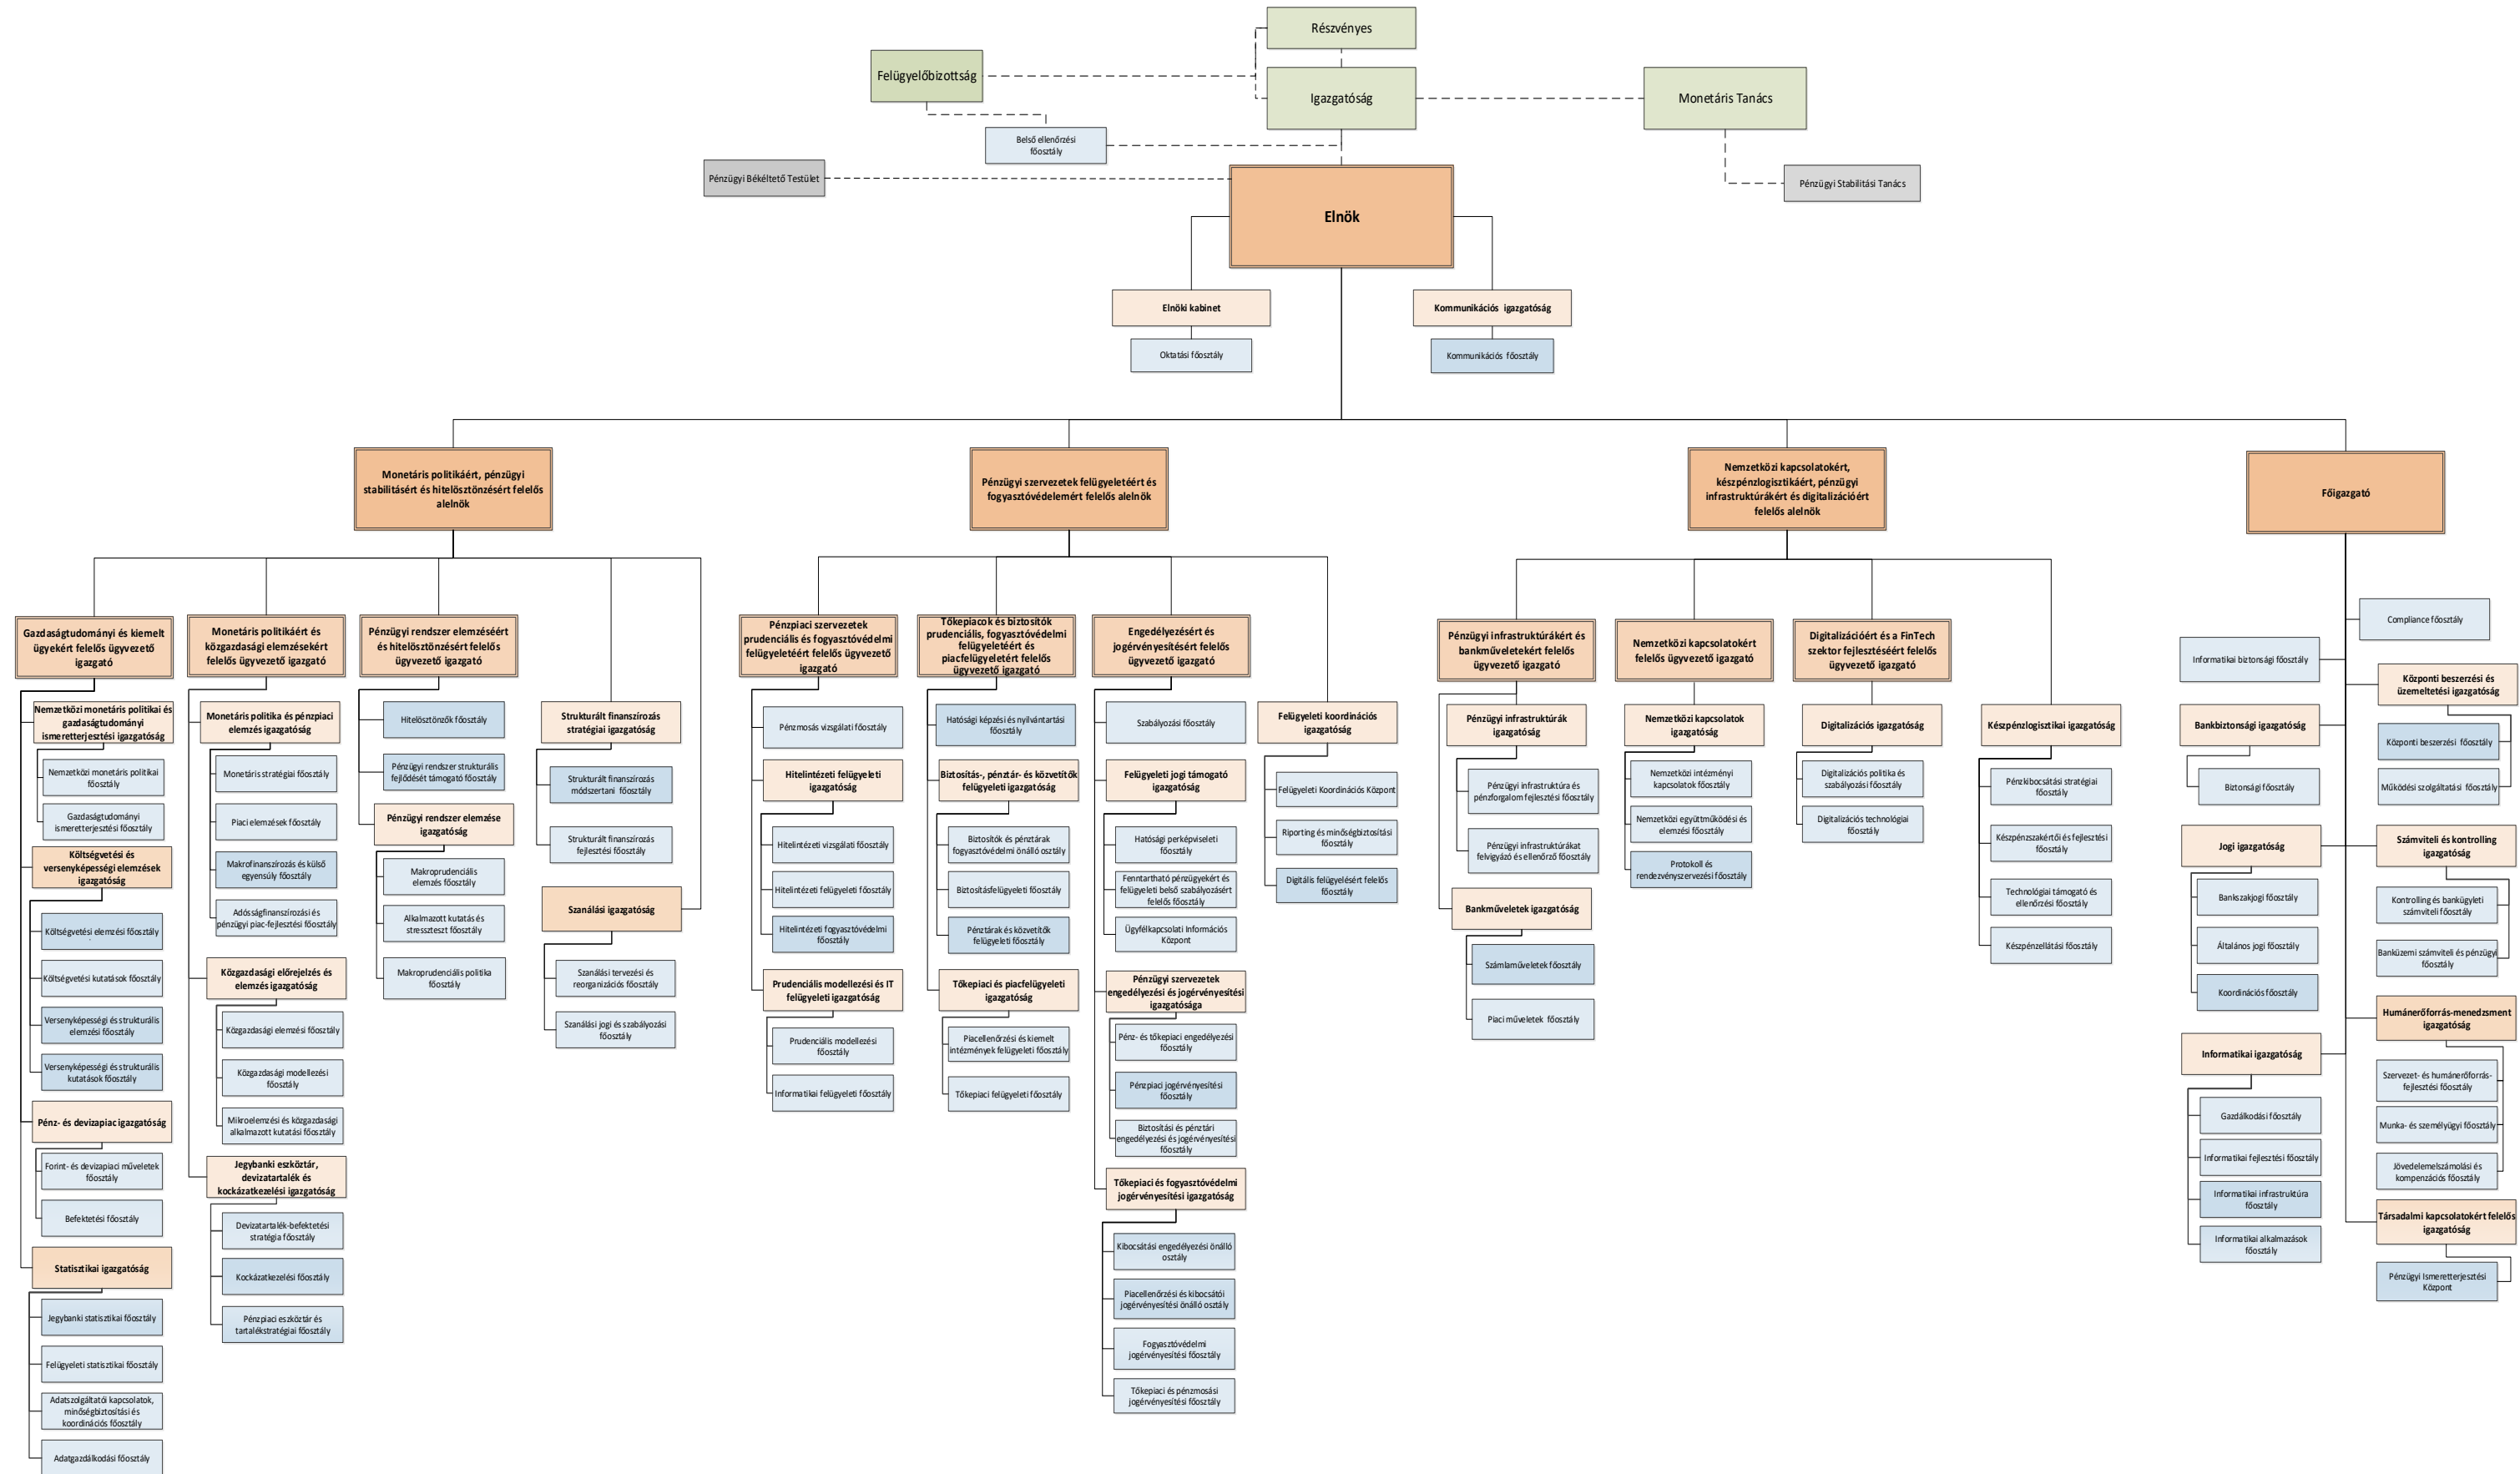 Részvényes
Felügyelőbizottság
Igazgatóság
Monetáris Tanács
Belső ellenőrzési
főosztály
Pénzügyi Békéltető Testület
Pénzügyi Stabilitási Tanács
Elnök
Elnöki kabinet
Kommunikációs igazgatóság
Oktatási főosztály
Kommunikációs főosztály
Monetáris politikáért, pénzügyi
stabilitásért és hitelösztönzésért felelős
alelnök
Pénzügyi szervezetek felügyeletéért és
fogyasztóvédelemért felelős alelnök
Nemzetközi kapcsolatokért,
készpénzlogisztikáért, pénzügyi
infrastruktúrákért és digitalizációért
felelős alelnök
Főigazgató
Gazdaságtudományi és kiemelt
ügyekért felelős ügyvezető
igazgató
Nemzetközi monetáris politikai és
gazdaságtudományi
ismeretterjesztési igazgatóság
Nemzetközi monetáris politikai
főosztály
Gazdaságtudományi
ismeretterjesztési főosztály
Költségvetési és
versenyképességi elemzések
igazgatóság
Költségvetési elemzési főosztály
.
Költségvetési kutatások főosztály
Versenyképességi és strukturális
elemzési főosztály
Versenyképességi és strukturális
kutatások főosztály
Pénz- és devizapiac igazgatóság
Forint- és devizapiaci műveletek
főosztály
Befektetési főosztály
Statisztikai igazgatóság
Jegybanki statisztikai főosztály
Felügyeleti statisztikai főosztály
Adatszolgáltatói kapcsolatok,
minőségbiztosítási és
koordinációs főosztály
Adatgazdálkodási főosztály
Monetáris politikáért és
közgazdasági elemzésekért
felelős ügyvezető igazgató
Monetáris politika és pénzpiaci
elemzés igazgatóság
Monetáris stratégiai főosztály
Piaci elemzések főosztály
Makrofinanszírozás és külső
egyensúly főosztály
Adósságfinanszírozási és
pénzügyi piac-fejlesztési főosztály
Közgazdasági előrejelzés és
elemzés igazgatóság
Közgazdasági elemzési főosztály
Közgazdasági modellezési
főosztály
Mikroelemzési és közgazdasági
alkalmazott kutatási főosztály
Jegybanki eszköztár,
devizatartalék és
kockázatkezelési igazgatóság
Devizatartalék-befektetési
stratégia főosztály
Kockázatkezelési főosztály
Pénzpiaci eszköztár és
tartalékstratégiai főosztály
Pénzügyi rendszer elemzéséért
és hitelösztönzésért felelős
ügyvezető igazgató
Hitelösztönzők főosztály
Pénzügyi rendszer strukturális
fejlődését támogató főosztály
Pénzügyi rendszer elemzése
igazgatóság
Makroprudenciális
elemzés főosztály
Alkalmazott kutatás és
stresszteszt főosztály
Makroprudenciális politika
főosztály
Strukturált finanszírozás
stratégiai igazgatóság
Strukturált finanszírozás
módszertani főosztály
Strukturált finanszírozás
fejlesztési főosztály
Szanálási igazgatóság
Szanálási tervezési és
reorganizációs főosztály
Szanálási jogi és szabályozási
főosztály
Pénzpiaci szervezetek
prudenciális és fogyasztóvédelmi
felügyeletéért felelős ügyvezető
igazgató
Pénzmosás vizsgálati főosztály
Hitelintézeti felügyeleti
igazgatóság
Hitelintézeti vizsgálati főosztály
Hitelintézeti felügyeleti főosztály
Hitelintézeti fogyasztóvédelmi
főosztály
Prudenciális modellezési és IT
felügyeleti igazgatóság
Prudenciális modellezési
főosztály
Informatikai felügyeleti főosztály
Tőkepiacok és biztosítók
prudenciális, fogyasztóvédelmi
felügyeletéért és
piacfelügyeletért felelős
ügyvezető igazgató
Hatósági képzési és nyilvántartási
főosztály
Biztosítás-, pénztár- és közvetítők
felügyeleti igazgatóság
Biztosítók és pénztárak
fogyasztóvédelmi önálló osztály
Biztosításfelügyeleti főosztály
Pénztárak és közvetítők
felügyeleti főosztály
Tőkepiaci és piacfelügyeleti
igazgatóság
Piacellenőrzési és kiemelt
intézmények felügyeleti főosztály
Tőkepiaci felügyeleti főosztály
Engedélyezésért és
jogérvényesítésért felelős
ügyvezető igazgató
Szabályozási főosztály
Felügyeleti jogi támogató
igazgatóság
Hatósági perképviseleti
főosztály
Fenntartható pénzügyekért és
felügyeleti belső szabályozásért
felelős főosztály
Ügyfélkapcsolati Információs
Központ
Pénzügyi szervezetek
engedélyezési és jogérvényesítési
igazgatósága
Pénz- és tőkepiaci engedélyezési
főosztály
Pénzpiaci jogérvényesítési
főosztály
Biztosítási és pénztári
engedélyezési és jogérvényesítési
főosztály
Tőkepiaci és fogyasztóvédelmi
jogérvényesítési igazgatóság
Kibocsátási engedélyezési önálló
osztály
Piacellenőrzési és kibocsátói
jogérvényesítési önálló osztály
Fogyasztóvédelmi
jogérvényesítési főosztály
Tőkepiaci és pénzmosási
jogérvényesítési főosztály
Felügyeleti koordinációs
igazgatóság
Felügyeleti Koordinációs Központ
Riporting és minőségbiztosítási
főosztály
Digitális felügyelésért felelős
főosztály
Pénzügyi infrastruktúrákért és
bankműveletekért felelős
ügyvezető igazgató
Pénzügyi infrastruktúrák
igazgatóság
Pénzügyi infrastruktúra és
pénzforgalom fejlesztési főosztály
Pénzügyi infrastruktúrákat
felvigyázó és ellenőrző főosztály
Bankműveletek igazgatóság
Számlaműveletek főosztály
Piaci műveletek főosztály
Nemzetközi kapcsolatokért
felelős ügyvezető igazgató
Nemzetközi kapcsolatok
igazgatóság
Nemzetközi intézményi
kapcsolatok főosztály
Nemzetközi együttműködési és
elemzési főosztály
Protokoll és
rendezvényszervezési főosztály
Digitalizációért és a FinTech
szektor fejlesztéséért felelős
ügyvezető igazgató
Digitalizációs igazgatóság
Digitalizációs politika és
szabályozási főosztály
Digitalizációs technológiai
főosztály
Készpénzlogisztikai igazgatóság
Pénzkibocsátási stratégiai
főosztály
Készpénzszakértői és fejlesztési
főosztály
Technológiai támogató és
ellenőrzési főosztály
Készpénzellátási főosztály
Compliance főosztály
Informatikai biztonsági főosztály
Központi beszerzési és
üzemeltetési igazgatóság
Központi beszerzési főosztály
Működési szolgáltatási főosztály
Bankbiztonsági igazgatóság
Biztonsági főosztály
Jogi igazgatóság
Bankszakjogi főosztály
Általános jogi főosztály
Koordinációs főosztály
Számviteli és kontrolling
igazgatóság
Kontrolling és bankügyleti
számviteli főosztály
Banküzemi számviteli és pénzügyi
főosztály
Humánerőforrás-menedzsment
igazgatóság
Szervezet- és humánerőforrás-
fejlesztési főosztály
Munka- és személyügyi főosztály
Jövedelemelszámolási és
kompenzációs főosztály
Informatikai igazgatóság
Gazdálkodási főosztály
Informatikai fejlesztési főosztály
Informatikai infrastruktúra
főosztály
Informatikai alkalmazások
főosztály
Társadalmi kapcsolatokért felelős
igazgatóság
Pénzügyi Ismeretterjesztési
Központ